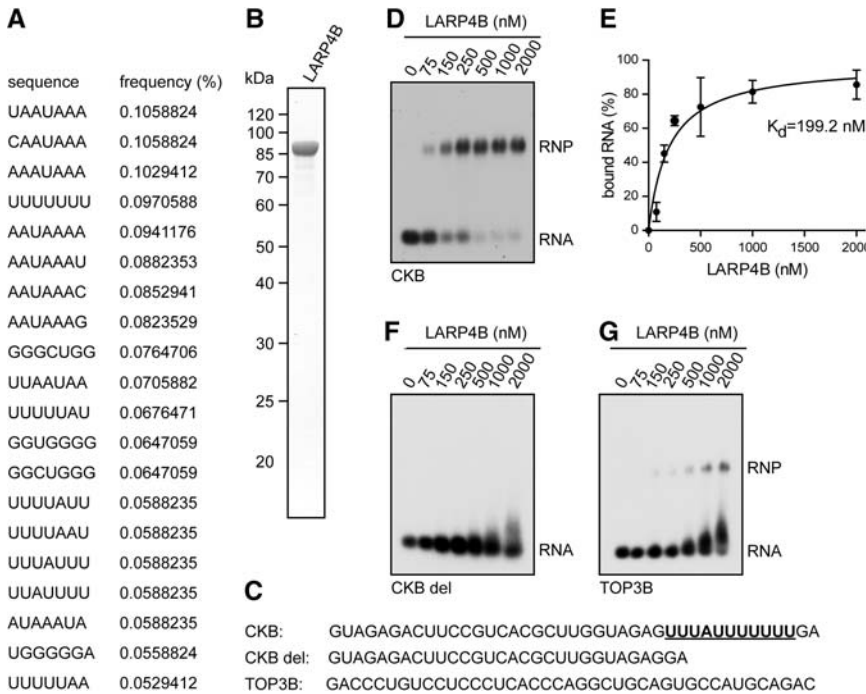 A
sequence frequency (%)
UAAUAAA 0.1058824
CAAUAAA 0.1058824
AAAUAAA 0.1029412
UUUUUUU 0.0970588
AAUAAAA 0.0941176
AAUAAAU 0.0882353
AAUAAAC 0.0852941
AAUAAAG 0.0823529
GGGCUGG 0.0764706
UUAAUAA 0.0705882
UUUUUAU 0.0676471
GGUGGGG 0.0647059
GGCUGGG 0.0647059
UUUUAUU 0.0588235
UUUUAAU 0.0588235
UUUAUUU 0.0588235
UUAUUUU 0.0588235
AUAAAUA 0.0588235
UGGGGGA 0.0558824
UUUUUAA 0.0529412
B
LARP4B
kDa
120
100
85
70
60
50
40
30
25
20
D LARP4B (nM)
0 75 150 250 500 1000 2000
RNP
RNA
CKB
E
bound RNA (%)
100
80
60
40
20
0
Kd=199.2 nM
0 500 1000 2000
LARP4B (nM)
F LARP4B (nM)
0 75 150 250 500 1000 2000
RNA
CKB del
G LARP4B (nM)
0 75 150 250 500 1000 2000
RNP
RNA
TOP3B
C
CKB: GUAGAGACUUCCGUCACGCUUGGUAGAGUUUAUUUUUUUGA
CKB del: GUAGAGACUUCCGUCACGCUUGGUAGAGGA
TOP3B: GACCCUGUCCUCCCUCACCCAGGCUGCAGUGCCAUGCAGAC